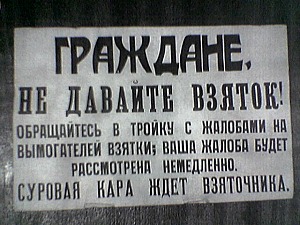 ГРАЖДАНЕ,
НЕ ДАВАЙТЕ ВЗЯТОК!
ОБРАЩАЙТЕСЬ В ТРОЙКУ С ЖАЛОБАМИ НА
ВЫМОГАТЕЛЕЙ ВЗЯТКИ; ВАША ЖАЛОБА БУДЕТ
РАССМОТРЕНА НЕМЕДЛЕННО.
СУРОВАЯ КАРА ЖДЕТ ВЗЯТОЧНИКА.